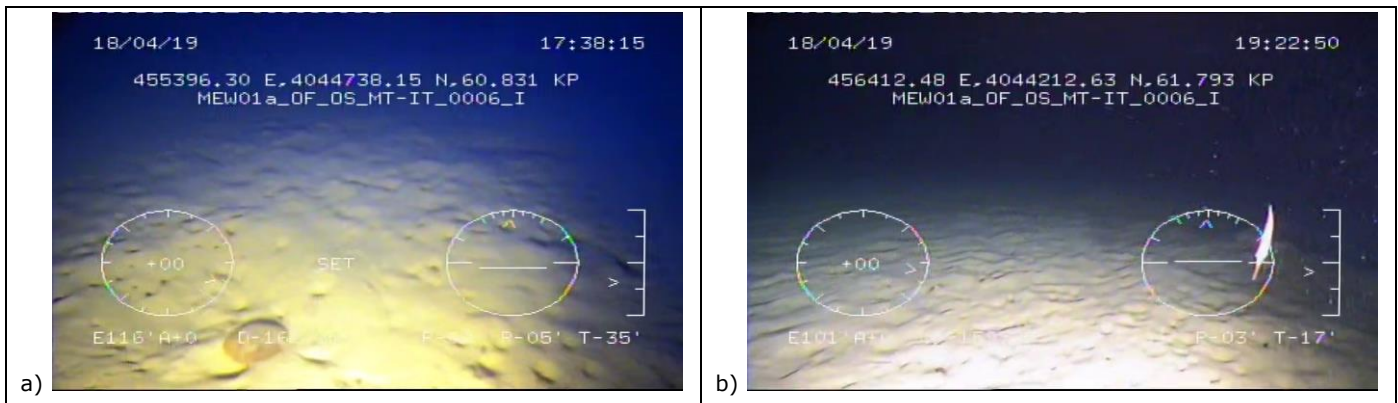 18/04/19 17:38:15
455396.30 E,4044738.15 N,60.831 KP
MEW01a_OF_OS_MT-IT_0006_I
+00 SET
E116'A+0 P-05' T-35'
a)
18/04/19 19:22:50
456412.48 E,4044212.63 N,61.793 KP
MEW01a_OF_OS_MT-IT_0006_I
+00
E101'A+0 P-03' T-17'
b)